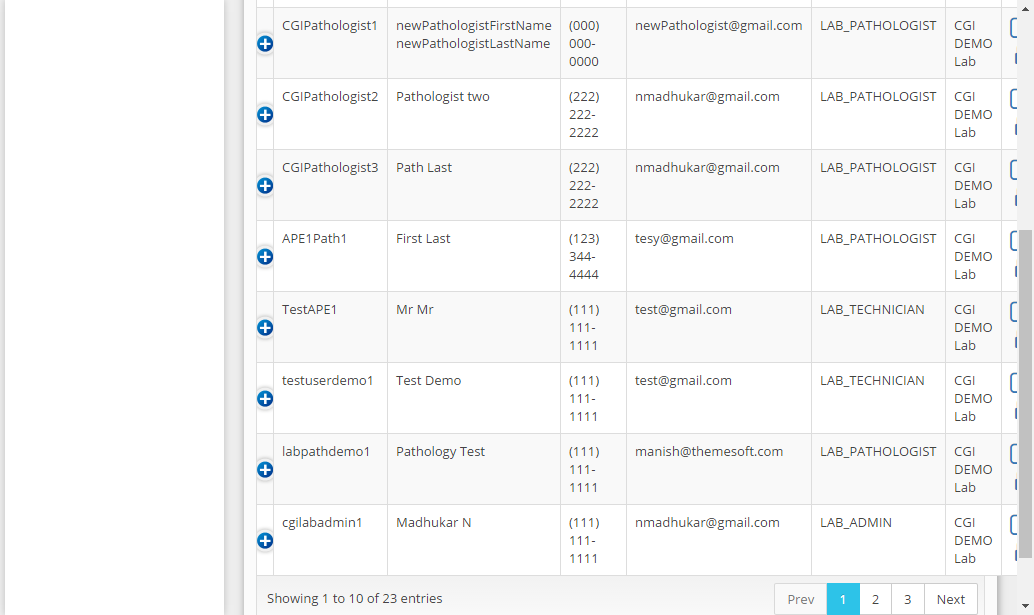 CGIPathologist1 newPathologistFirstName (000) newPathologist@gmail.com LAB_PATHOLOGIST CGI
newPathologistLastName 000- DEMO
0000 Lab
CGIPathologist2 Pathologist two (222) nmadhukar@gmail.com LAB_PATHOLOGIST CGI
222- DEMO
2222 Lab
CGIPathologist3 Path Last (222) nmadhukar@gmail.com LAB_PATHOLOGIST CGI
222- DEMO
2222 Lab
APE1Path1 First Last (123) tesy@gmail.com LAB_PATHOLOGIST CGI
344- DEMO
4444 Lab
TestAPE1 Mr Mr (111) test@gmail.com LAB_TECHNICIAN CGI
111- DEMO
1111 Lab
testuserdemo1 Test Demo (111) test@gmail.com LAB_TECHNICIAN CGI
111- DEMO
1111 Lab
labpathdemo1 Pathology Test (111) manish@themesoft.com LAB_PATHOLOGIST CGI
111- DEMO
1111 Lab
cgilabadmin1 Madhukar N (111) nmadhukar@gmail.com LAB_ADMIN CGI
111- DEMO
1111 Lab
Showing 1 to 10 of 23 entries Prev 1 2 3 Next